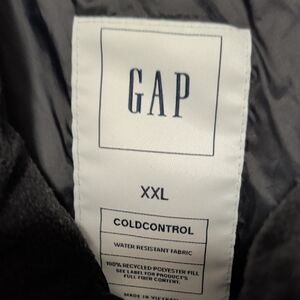 GAP
XXL
COLDCONTROL
WATER RESISTANT FABRIC
100% RECYCLED POLYESTER FILL
SEE LABEL FOR PRODUCT'S
FULL FIBER CONTENT.
MADE IN